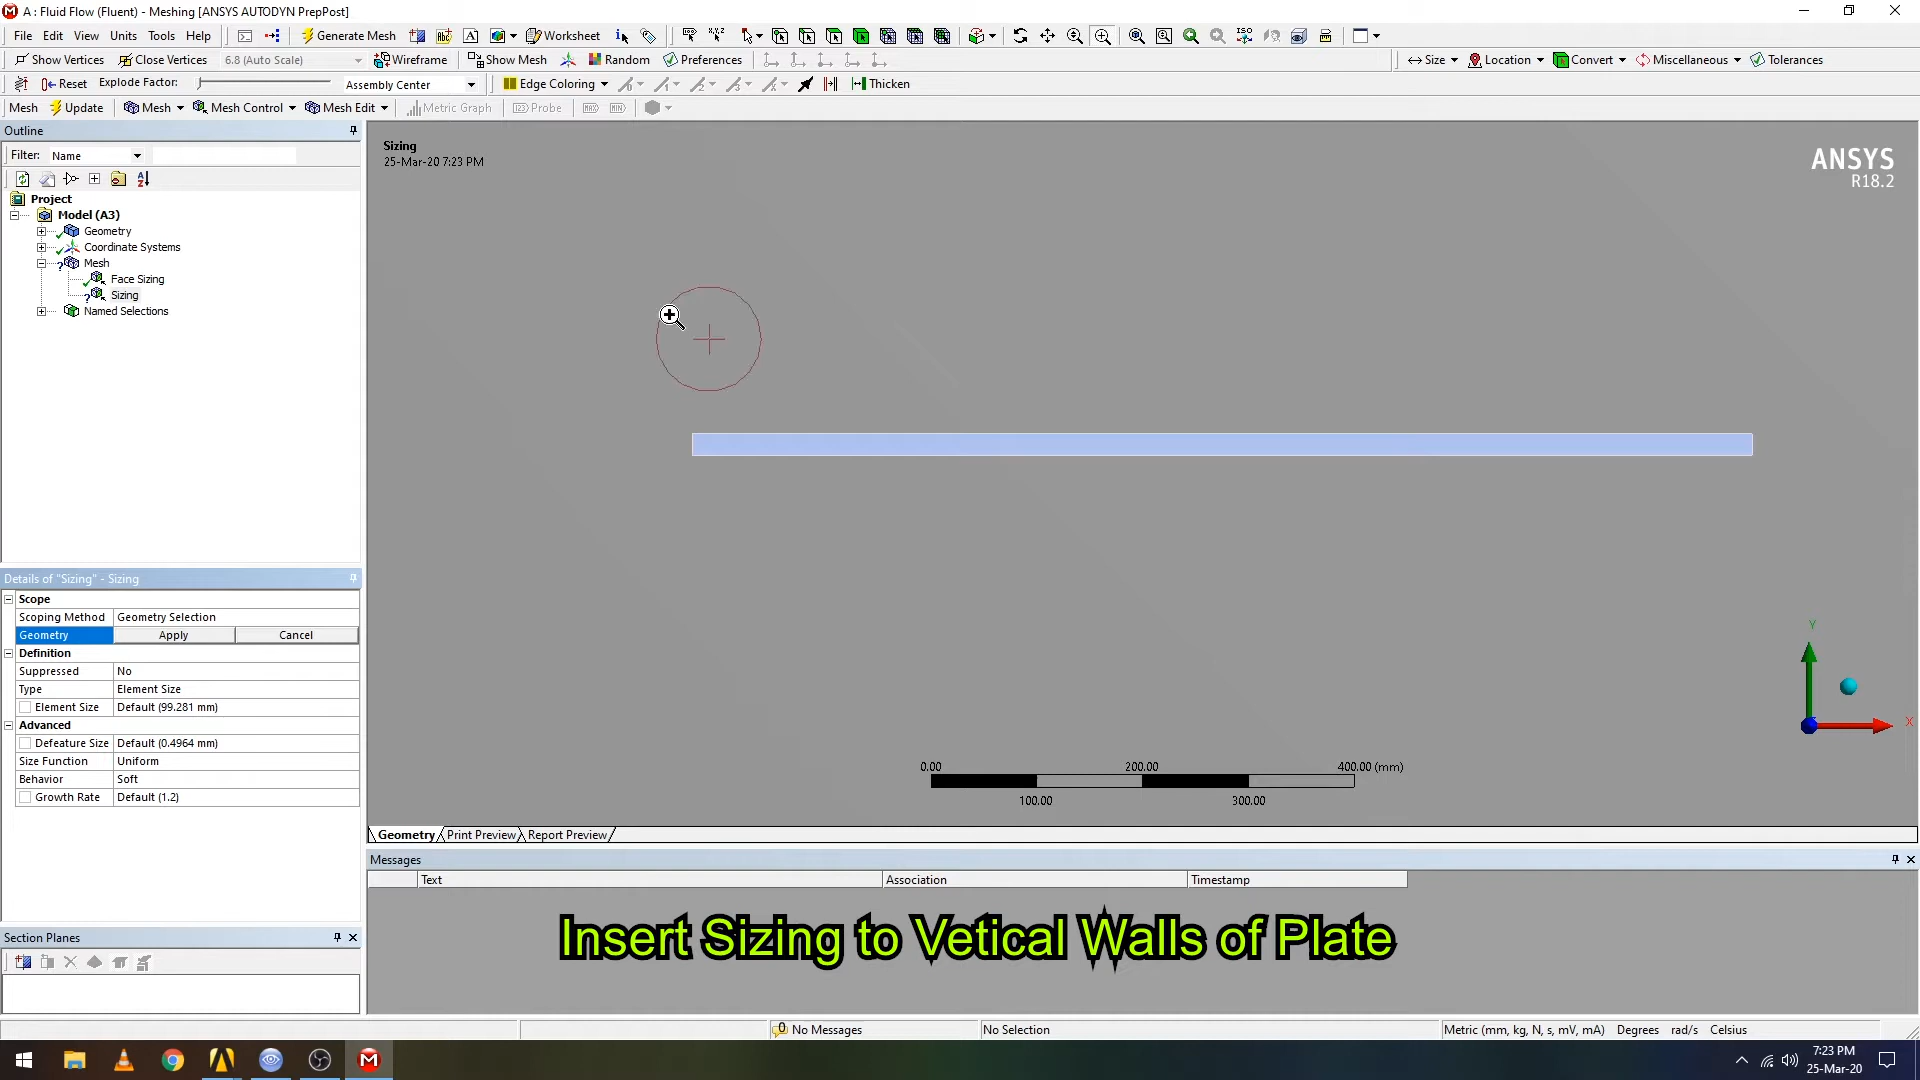 A : Fluid Flow (Fluent) - Meshing [ANSYS AUTODYN PrepPost]
File Edit View Units Tools Help Generate Mesh Worksheet
Show Vertices Close Vertices 6.8 (Auto Scale) Wireframe Show Mesh Random Preferences Size Location Convert Miscellaneous Tolerances
Reset Explode Factor: Assembly Center Edge Coloring Thicken
Mesh Update Mesh Mesh Control Mesh Edit Metric Graph Probe
Outline
Filter: Name
Project
Model (A3)
Geometry
Coordinate Systems
Mesh
Face Sizing
Sizing
Named Selections
Sizing
25-Mar-20 7:23 PM
ANSYS
R18.2
Details of "Sizing" - Sizing
Scope
Scoping Method Geometry Selection
Geometry Apply Cancel
Definition
Suppressed No
Type Element Size
Element Size Default (99.281 mm)
Advanced
Defeature Size Default (0.4964 mm)
Size Function Uniform
Behavior Soft
Growth Rate Default (1.2)
Y
X
0.00 200.00 400.00 (mm)
100.00 300.00
Geometry Print Preview Report Preview
Messages
Text Association Timestamp
Insert Sizing to Vetical Walls of Plate
Section Planes
0 No Messages No Selection Metric (mm, kg, N, s, mV, mA) Degrees rad/s Celsius
7:23 PM
25-Mar-20